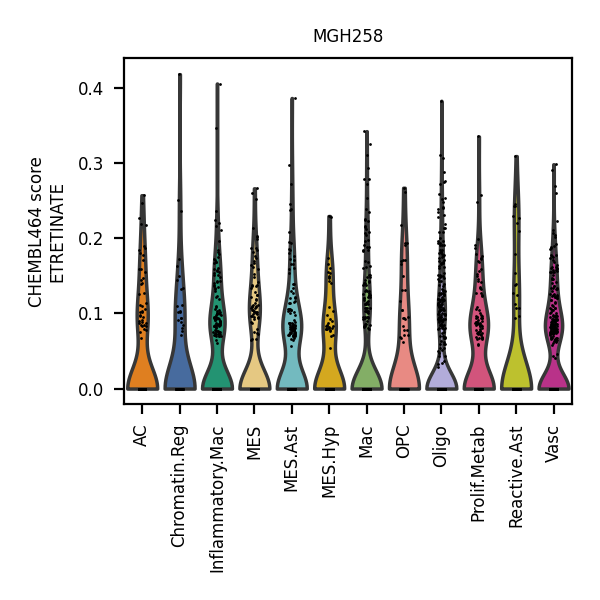 MGH258
CHEMBL464 score
ETRETINATE
0.4
0.3
0.2
0.1
0.0
AC
Chromatin.Reg
Inflammatory.Mac
MES
MES.Ast
MES.Hyp
Mac
OPC
Oligo
Prolif.Metab
Reactive.Ast
Vasc